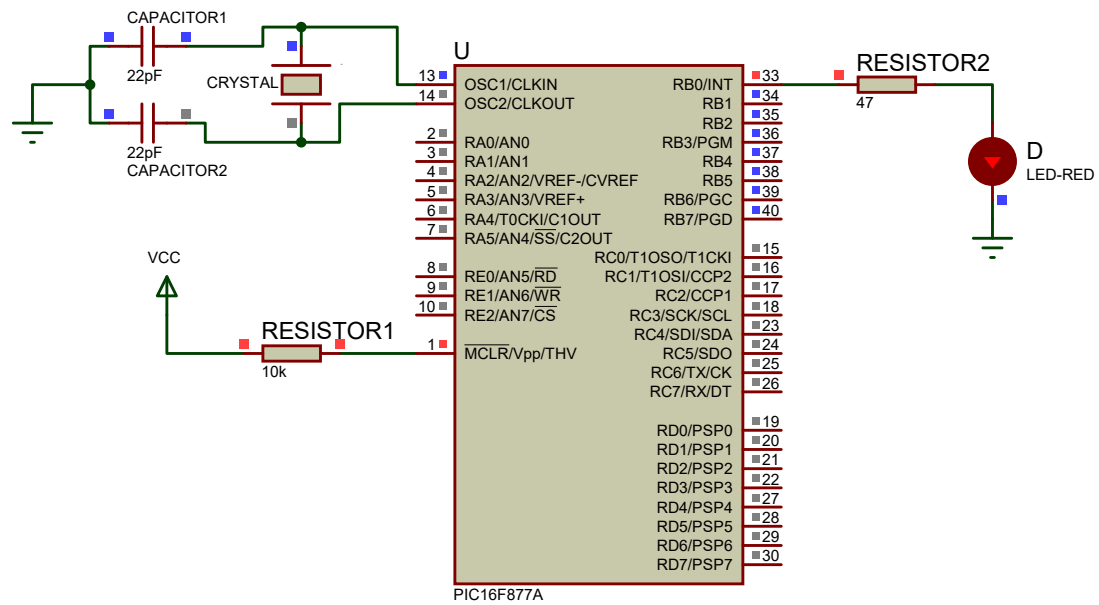 CAPACITOR1
22pF
CRYSTAL
22pF
CAPACITOR2
VCC
RESISTOR1
10k
U
13 OSC1/CLKIN
14 OSC2/CLKOUT
2 RA0/AN0
3 RA1/AN1
4 RA2/AN2/VREF-/CVREF
5 RA3/AN3/VREF+
6 RA4/T0CKI/C1OUT
7 RA5/AN4/SS/C2OUT
8 RE0/AN5/RD
9 RE1/AN6/WR
10 RE2/AN7/CS
1 MCLR/Vpp/THV
RB0/INT 33
RB1 34
RB2 35
RB3/PGM 36
RB4 37
RB5 38
RB6/PGC 39
RB7/PGD 40
RC0/T1OSO/T1CKI 15
RC1/T1OSI/CCP2 16
RC2/CCP1 17
RC3/SCK/SCL 18
RC4/SDI/SDA 23
RC5/SDO 24
RC6/TX/CK 25
RC7/RX/DT 26
RD0/PSP0 19
RD1/PSP1 20
RD2/PSP2 21
RD3/PSP3 22
RD4/PSP4 27
RD5/PSP5 28
RD6/PSP6 29
RD7/PSP7 30
PIC16F877A
RESISTOR2
47
D
LED-RED